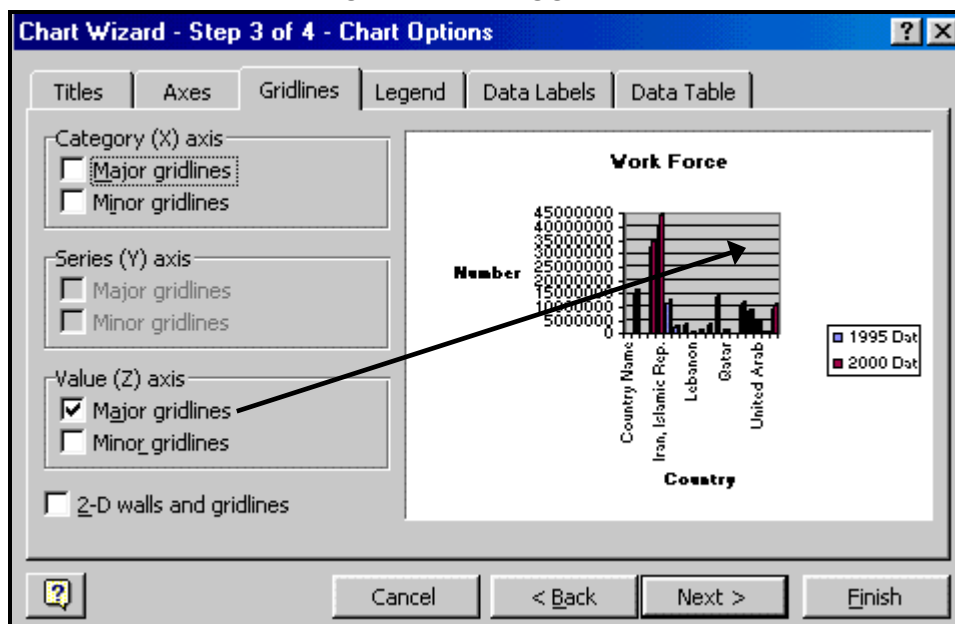 Chart Wizard - Step 3 of 4 - Chart Options
Titles Axes Gridlines Legend Data Labels Data Table
Category (X) axis
Major gridlines
Minor gridlines
Series (Y) axis
Major gridlines
Minor gridlines
Value (Z) axis
Major gridlines
Minor gridlines
2-D walls and gridlines
Work Force
Number
45000000
40000000
35000000
30000000
25000000
20000000
15000000
10000000
5000000
0
Country Name
Iran, Islamic Rep.
Lebanon
Qatar
United Arab
Country
1995 Dat
2000 Dat
Cancel < Back Next > Finish